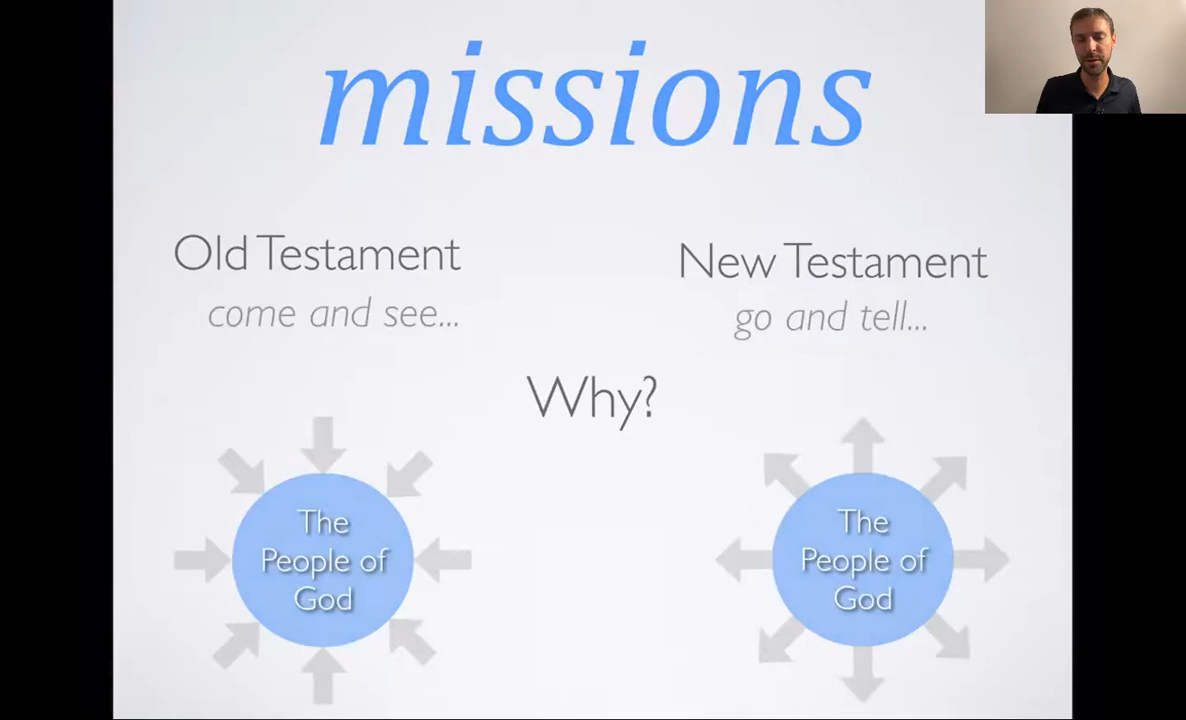 missions
Old Testament
come and see...
New Testament
go and tell...
Why?
The
People of
God
The
People of
God